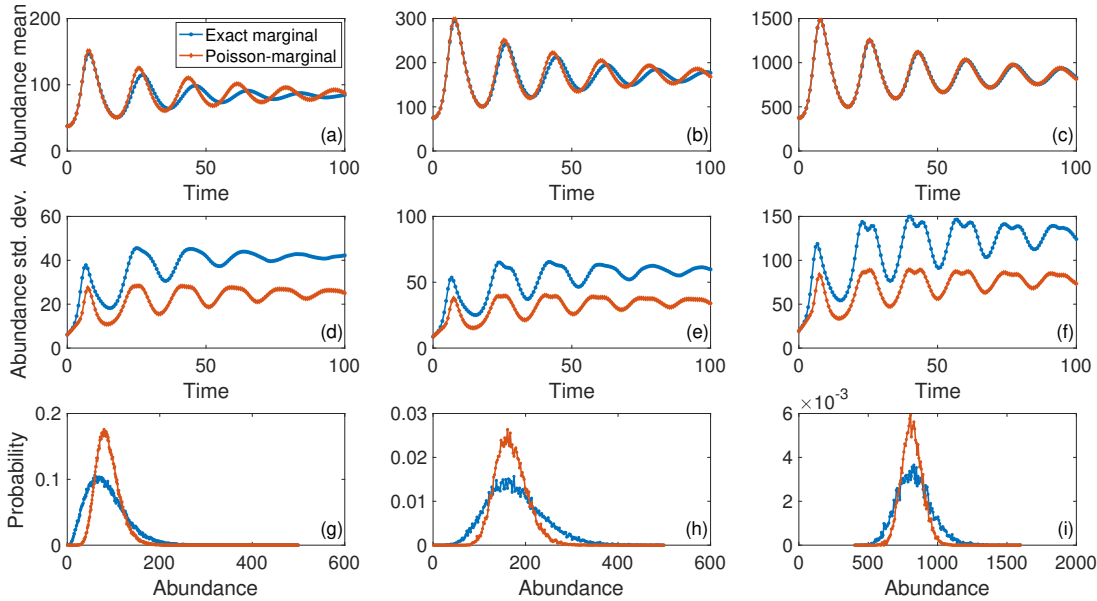 200
100
0
0
50
100
Abundance mean
Time
Exact marginal
Poisson-marginal
(a)
300
200
100
0
0
50
100
Time
(b)
1500
1000
500
0
0
50
100
Time
(c)
60
40
20
0
0
50
100
Abundance std. dev.
Time
(d)
100
50
0
0
50
100
Time
(e)
150
100
50
0
0
50
100
Time
(f)
0.2
0.1
0
0
200
400
600
Probability
Abundance
(g)
0.03
0.02
0.01
0
0
200
400
600
Abundance
(h)
×10⁻³
6
4
2
0
0
500
1000
1500
2000
Abundance
(i)